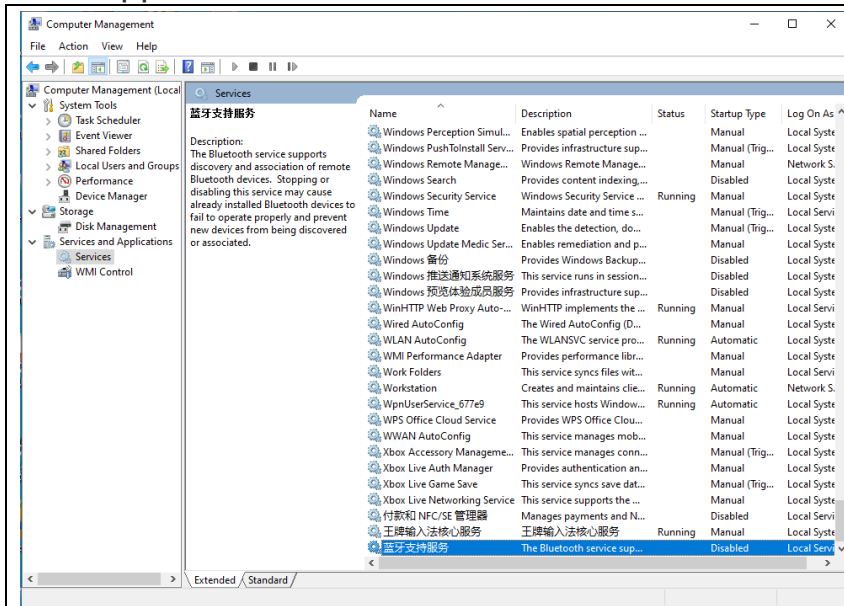 Computer Management
File Action View Help
Computer Management (Local
System Tools
Task Scheduler
Event Viewer
Shared Folders
Local Users and Groups
Performance
Device Manager
Storage
Disk Management
Services and Applications
Services
WMI Control
Services
蓝牙支持服务
Description:
The Bluetooth service supports
discovery and association of remote
Bluetooth devices. Stopping or
disabling this service may cause
already installed Bluetooth devices to
fail to operate properly and prevent
new devices from being discovered
or associated.
Name Description Status Startup Type Log On As
Windows Perception Simul... Enables spatial perception ... Manual Local Syste
Windows PushToInstall Serv... Provides infrastructure sup... Manual (Trig... Local Syste
Windows Remote Manage... Windows Remote Manage... Manual Network S.
Windows Search Provides content indexing,... Disabled Local Syste
Windows Security Service Windows Security Service ... Running Manual Local Syste
Windows Time Maintains date and time s... Manual (Trig... Local Servi
Windows Update Enables the detection, do... Manual (Trig... Local Syste
Windows Update Medic Ser... Enables remediation and p... Manual Local Syste
Windows 备份 Provides Windows Backup... Disabled Local Syste
Windows 推送通知系统服务 This service runs in session... Disabled Local Syste
Windows 预览体验成员服务 Provides infrastructure sup... Disabled Local Syste
WinHTTP Web Proxy Auto-... WinHTTP implements the ... Running Manual Local Servi
Wired AutoConfig The Wired AutoConfig (D... Manual Local Syste
WLAN AutoConfig The WLANSVC service pro... Running Automatic Local Syste
WMI Performance Adapter Provides performance libr... Manual Local Syste
Work Folders This service syncs files wit... Manual Local Servi
Workstation Creates and maintains clie... Running Automatic Network S.
WpnUserService_677e9 This service hosts Window... Running Automatic Local Syste
WPS Office Cloud Service Provides WPS Office Clou... Manual Local Syste
WWAN AutoConfig This service manages mob... Manual Local Syste
Xbox Accessory Manageme... This service manages conn... Manual (Trig... Local Syste
Xbox Live Auth Manager Provides authentication an... Manual Local Syste
Xbox Live Game Save This service syncs save dat... Manual (Trig... Local Syste
Xbox Live Networking Service This service supports the ... Manual Local Syste
付款和 NFC/SE 管理器 Manages payments and N... Disabled Local Servi
王牌输入法核心服务 王牌输入法核心服务 Running Manual Local Syste
蓝牙支持服务 The Bluetooth service sup... Disabled Local Servi
Extended Standard